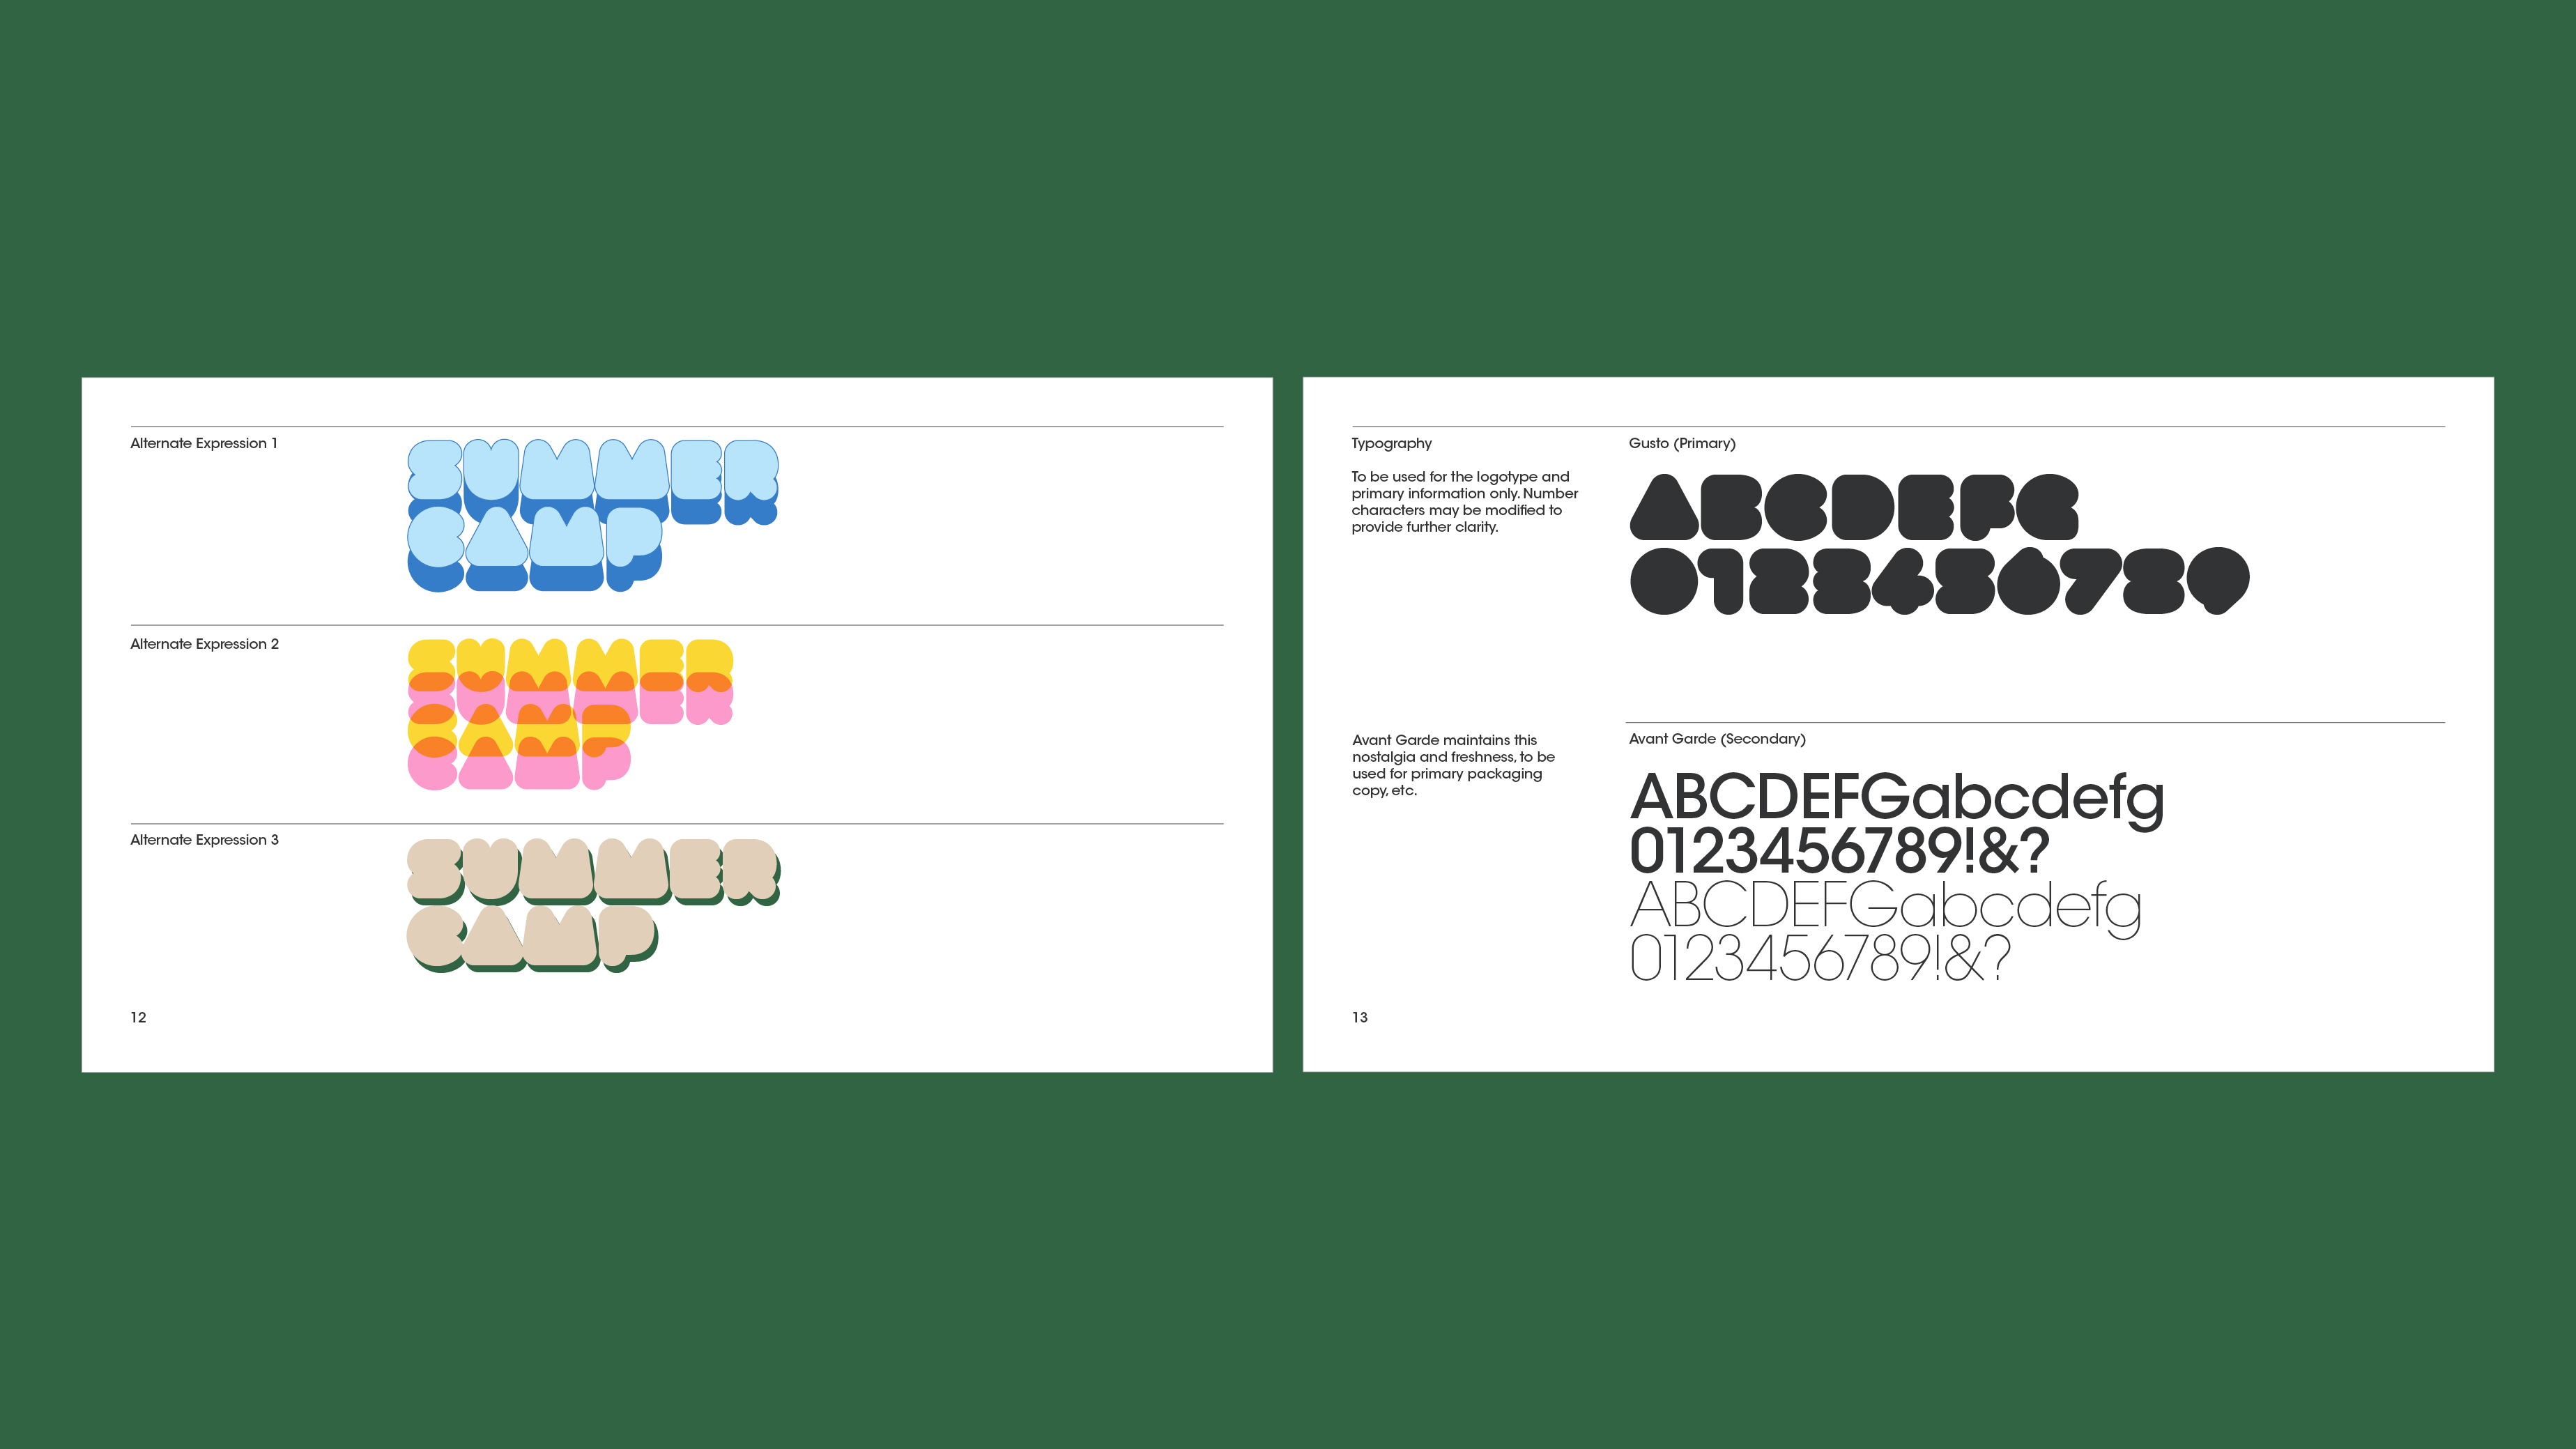 Alternate Expression 1
SUMMER
CAMP
Alternate Expression 2
SUMMER
CAMP
Alternate Expression 3
SUMMER
CAMP
12
Typography
To be used for the logotype and
primary information only. Number
characters may be modified to
provide further clarity.
Gusto (Primary)
ABCDEFG
0123456789
Avant Garde maintains this
nostalgia and freshness, to be
used for primary packaging
copy, etc.
Avant Garde (Secondary)
ABCDEFGabcdefg
0123456789!&?
ABCDEFGabcdefg
0123456789!&?
13